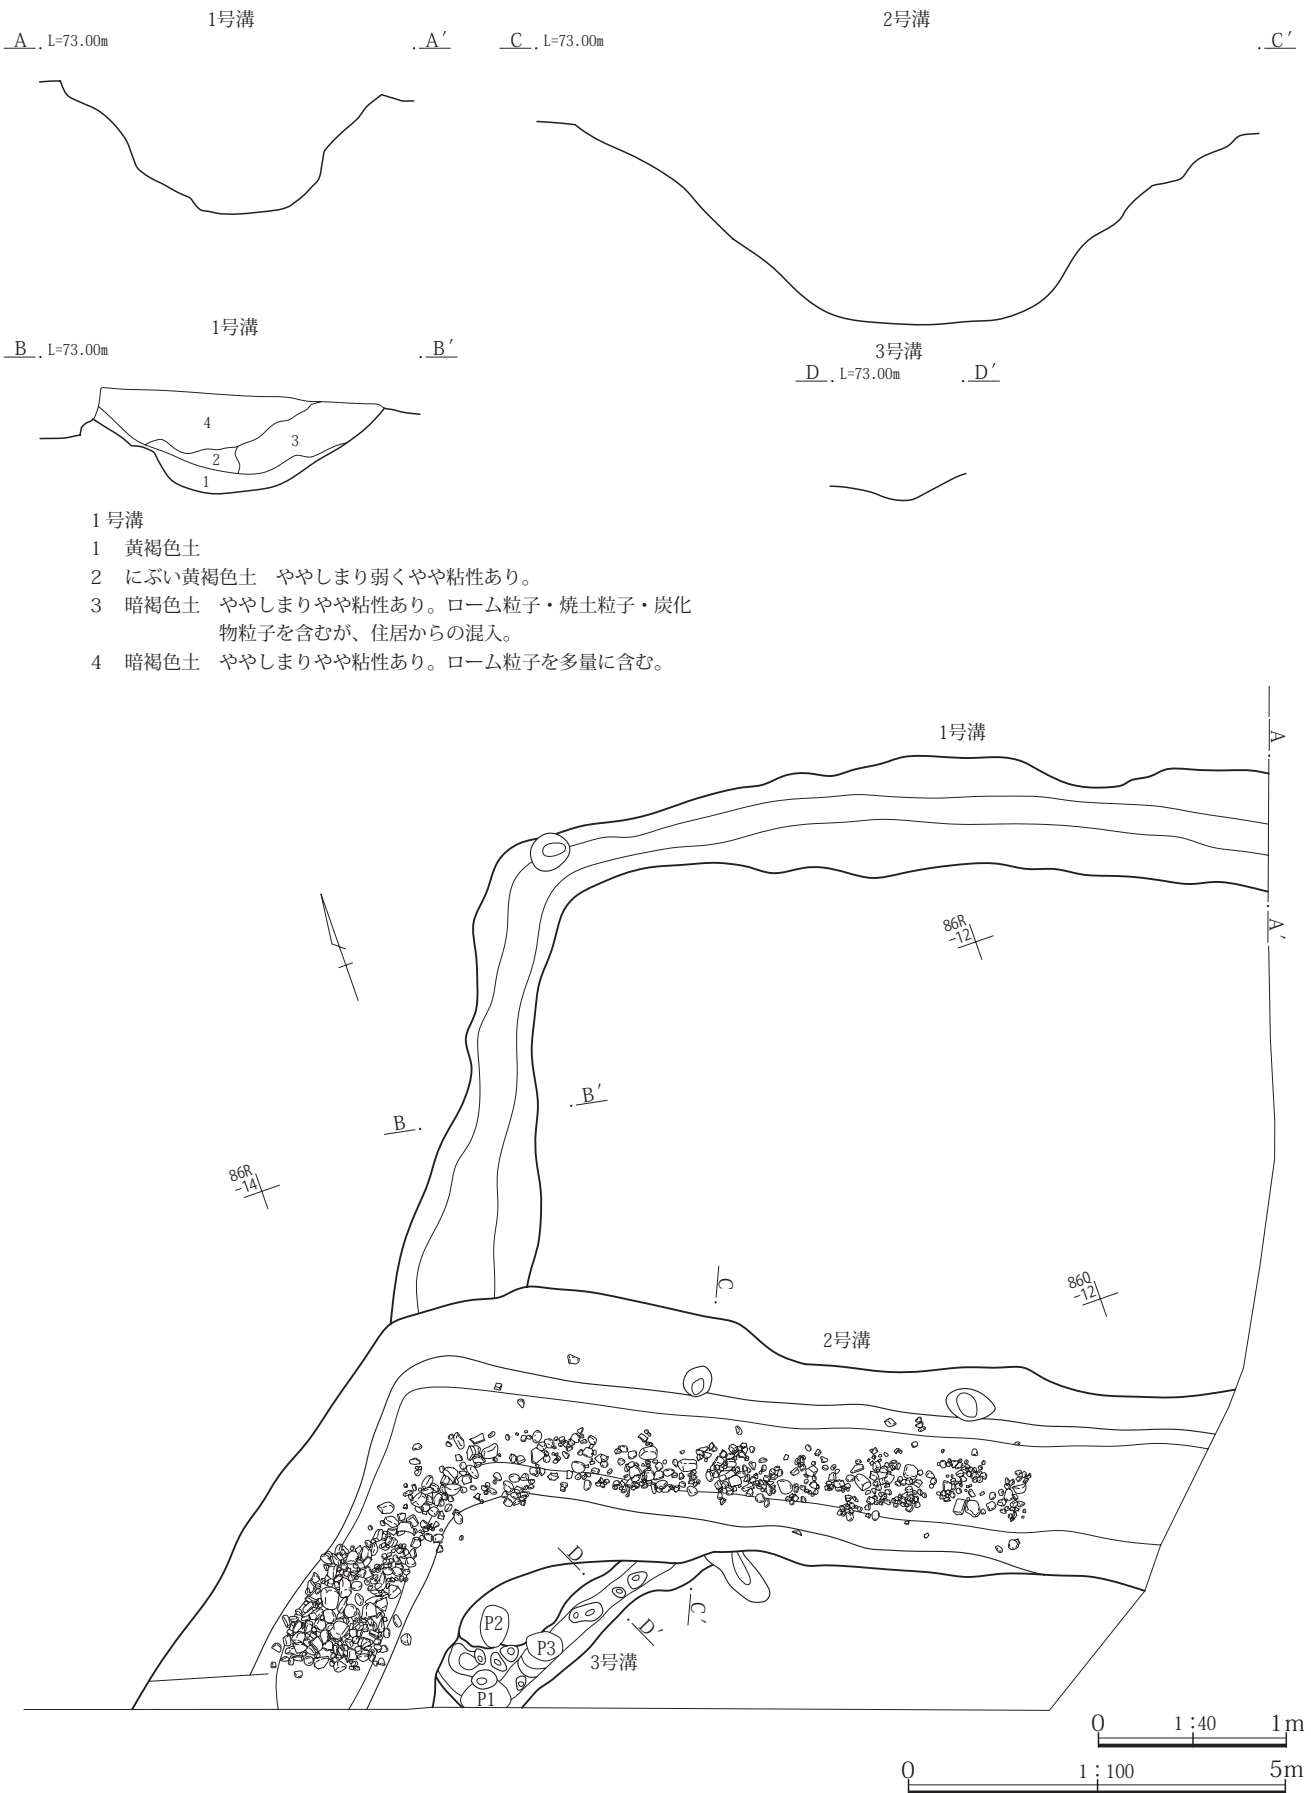 1号溝
A . L=73.00m
. A′
2号溝
C . L=73.00m
. C′
1号溝
B . L=73.00m
. B′
4
3
2
1
3号溝
D . L=73.00m
. D′
1号溝
1 黄褐色土
2 にぶい黄褐色土 ややしまり弱くやや粘性あり。
3 暗褐色土 ややしまりやや粘性あり。ローム粒子・焼土粒子・炭化
物粒子を含むが、住居からの混入。
4 暗褐色土 ややしまりやや粘性あり。ローム粒子を多量に含む。
1号溝
A .
. A′
86R
-12
B .
. B′
86R
-14
C .
86Q
-12
2号溝
D .
. C′
. D′
P2
P3
3号溝
P1
0 1:40 1m
0 1:100 5m